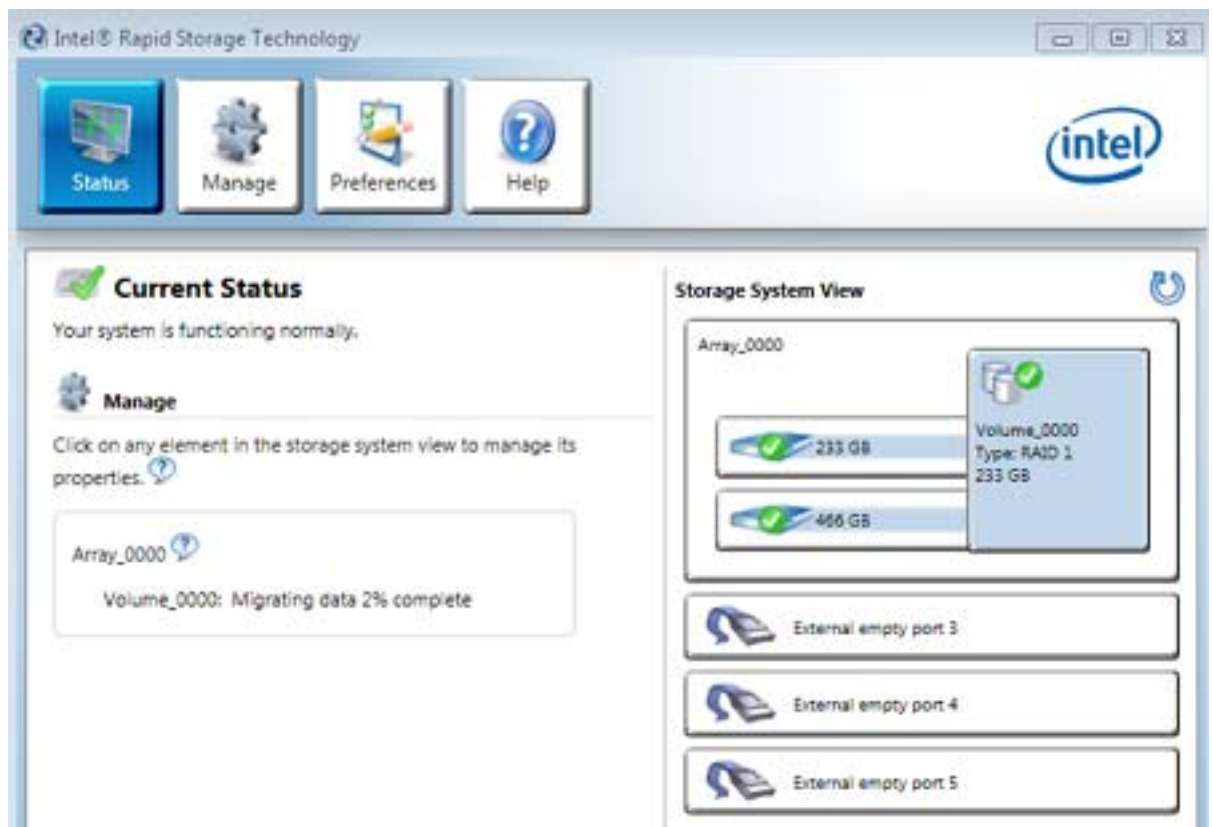 Intel® Rapid Storage Technology
Status
Manage
Preferences
Help
intel
Current Status
Your system is functioning normally.
Manage
Click on any element in the storage system view to manage its
properties.
Array_0000
Volume_0000: Migrating data 2% complete
Storage System View
Array_0000
233 GB
466 GB
Volume_0000
Type: RAID 1
233 GB
External empty port 3
External empty port 4
External empty port 5